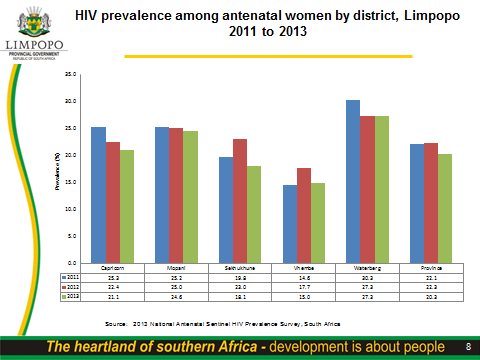 HIV prevalence among antenatal women by district, Limpopo
2011 to 2013
LIMPOPO
PROVINCIAL GOVERNMENT
REPUBLIC OF SOUTH AFRICA
Prevalence (%)
35.0
30.0
25.0
20.0
15.0
10.0
5.0
0.0
Capricorn Mopani Sekhukhune Vhembe Waterberg Province
2011 25.3 25.2 19.8 14.6 30.3 22.1
2012 22.4 25.0 23.0 17.7 27.3 22.3
2013 21.1 24.6 18.1 15.0 27.3 20.3
Source: 2013 National Antenatal Sentinel HIV Prevalence Survey, South Africa
The heartland of southern Africa - development is about people 8